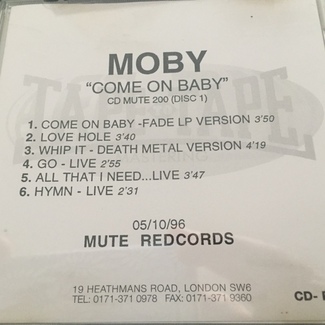 MOBY
"COME ON BABY"
CD MUTE 200 (DISC 1)
1. COME ON BABY -FADE LP VERSION 3'50
2. LOVE HOLE 3'40
3. WHIP IT - DEATH METAL VERSION 4'19
4. GO - LIVE 2'55
5. ALL THAT I NEED...LIVE 3'47
6. HYMN - LIVE 2'31
05/10/96
MUTE REDCORDS
19 HEATHMANS ROAD, LONDON SW6
TEL: 0171-371 0978 FAX: 0171-371 9360
CD-